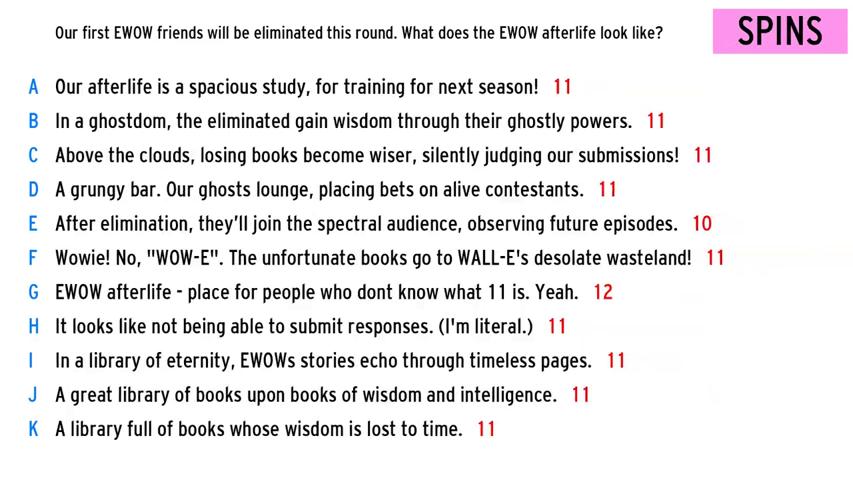 Our first EWOW friends will be eliminated this round. What does the EWOW afterlife look like?
SPINS
A Our afterlife is a spacious study, for training for next season! 11
B In a ghostdom, the eliminated gain wisdom through their ghostly powers. 11
C Above the clouds, losing books become wiser, silently judging our submissions! 11
D A grungy bar. Our ghosts lounge, placing bets on alive contestants. 11
E After elimination, they'll join the spectral audience, observing future episodes. 10
F Wowie! No, "WOW-E". The unfortunate books go to WALL-E's desolate wasteland! 11
G EWOW afterlife - place for people who dont know what 11 is. Yeah. 12
H It looks like not being able to submit responses. (I'm literal.) 11
I In a library of eternity, EWOWs stories echo through timeless pages. 11
J A great library of books upon books of wisdom and intelligence. 11
K A library full of books whose wisdom is lost to time. 11